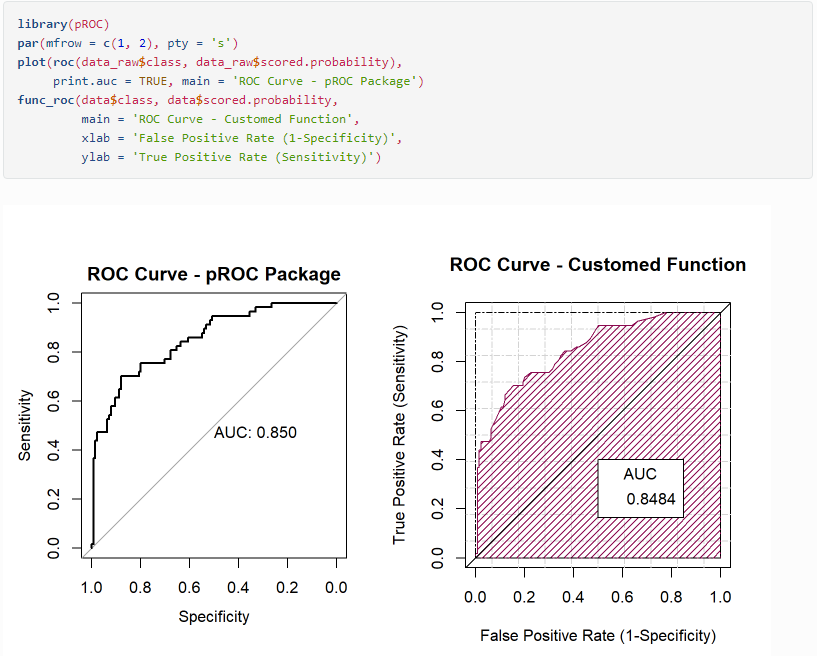 library(pROC)
par(mfrow = c(1, 2), pty = 's')
plot(roc(data_raw$class, data_raw$scored.probability),
     print.auc = TRUE, main = 'ROC Curve - pROC Package')
func_roc(data$class, data$scored.probability,
         main = 'ROC Curve - Customed Function',
         xlab = 'False Positive Rate (1-Specificity)',
         ylab = 'True Positive Rate (Sensitivity)')
ROC Curve - pROC Package
Sensitivity
1.0
0.8
0.6
0.4
0.2
0.0
AUC: 0.850
1.0 0.8 0.6 0.4 0.2 0.0
Specificity
ROC Curve - Customed Function
True Positive Rate (Sensitivity)
1.0
0.8
0.6
0.4
0.2
0.0
AUC
0.8484
0.0 0.2 0.4 0.6 0.8 1.0
False Positive Rate (1-Specificity)